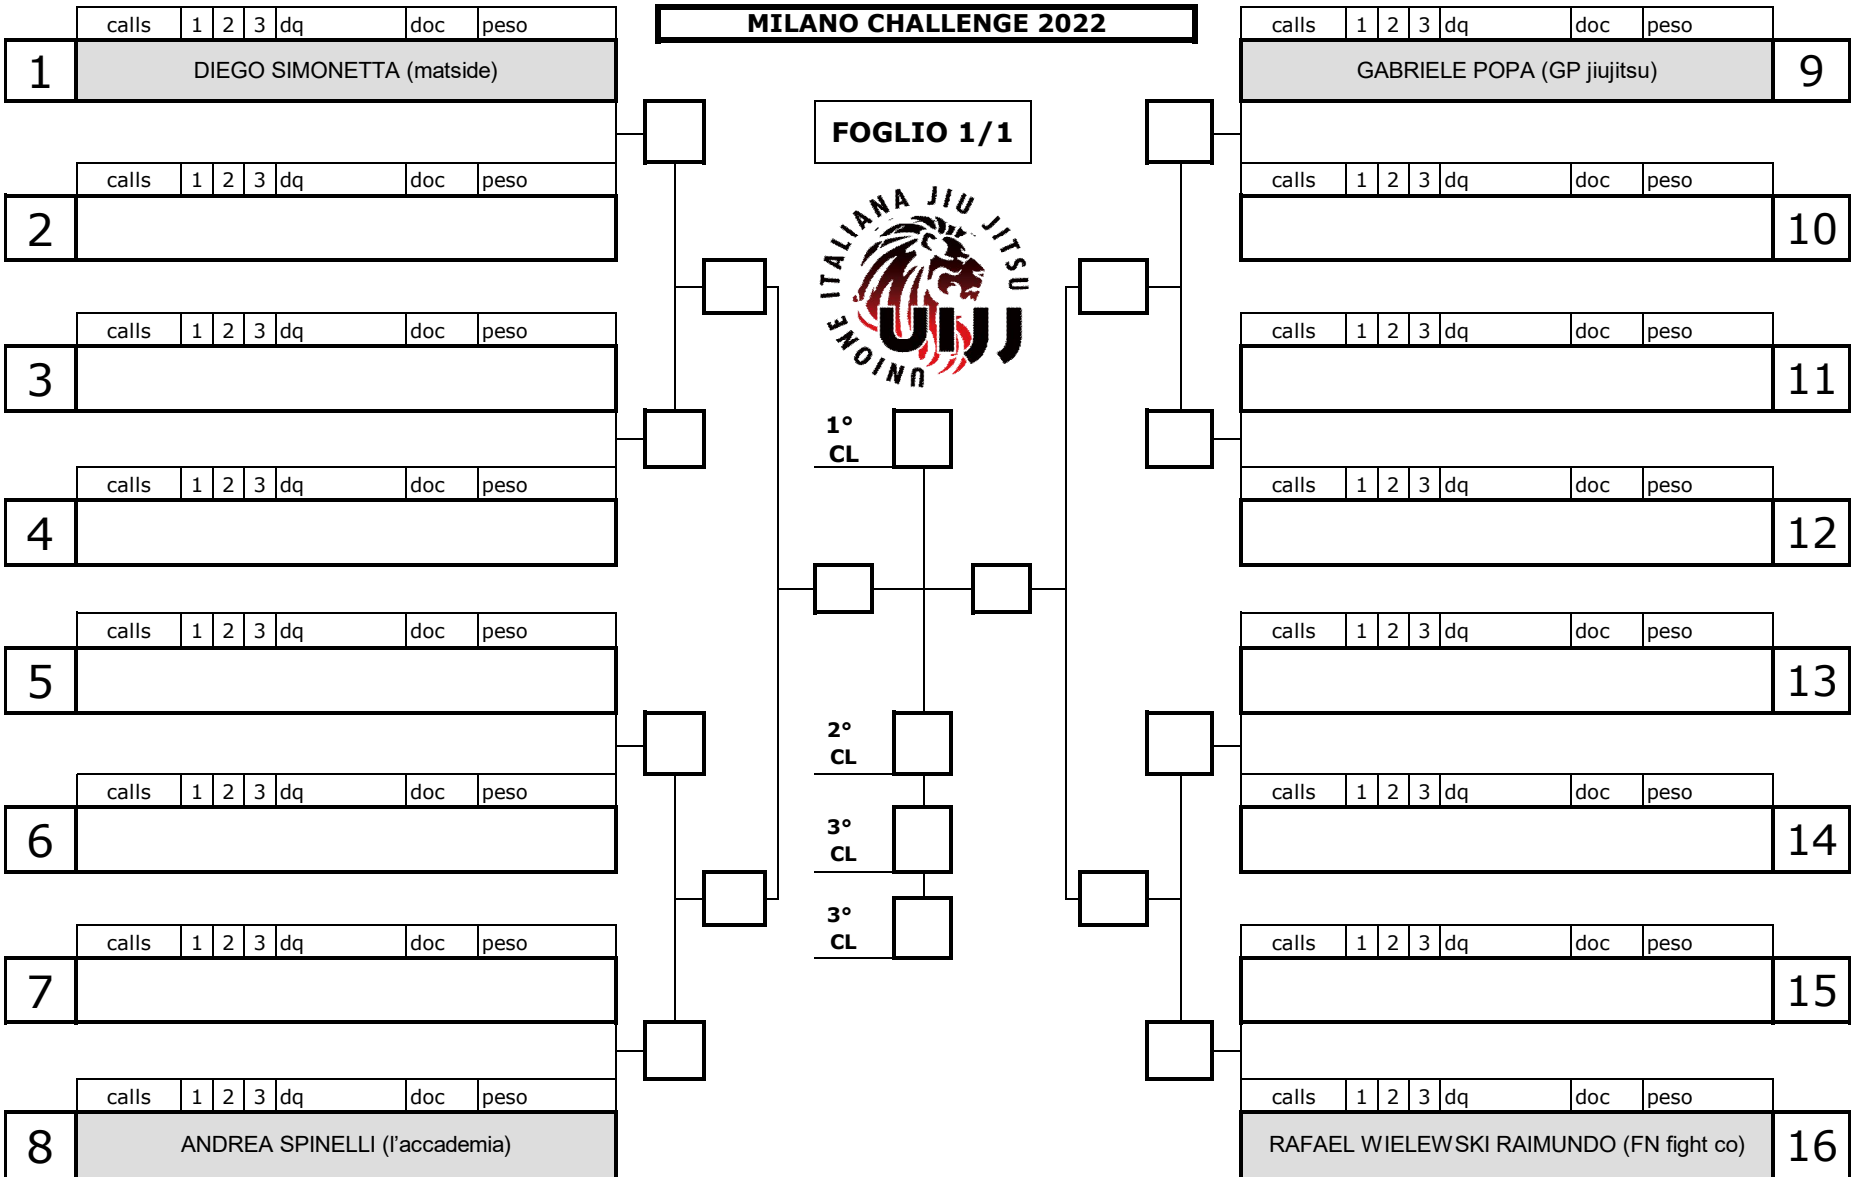 MILANO CHALLENGE 2022
calls 1 2 3 dq doc peso
1 DIEGO SIMONETTA (matside)
calls 1 2 3 dq doc peso
2
calls 1 2 3 dq doc peso
3
calls 1 2 3 dq doc peso
4
calls 1 2 3 dq doc peso
5
calls 1 2 3 dq doc peso
6
calls 1 2 3 dq doc peso
7
calls 1 2 3 dq doc peso
8 ANDREA SPINELLI (l'accademia)
FOGLIO 1/1
UNIONE ITALIANA JIU JITSU
UIJJ
1°
CL
2°
CL
3°
CL
3°
CL
calls 1 2 3 dq doc peso
GABRIELE POPA (GP jiujitsu) 9
calls 1 2 3 dq doc peso
10
calls 1 2 3 dq doc peso
11
calls 1 2 3 dq doc peso
12
calls 1 2 3 dq doc peso
13
calls 1 2 3 dq doc peso
14
calls 1 2 3 dq doc peso
15
calls 1 2 3 dq doc peso
RAFAEL WIELEWSKI RAIMUNDO (FN fight co) 16